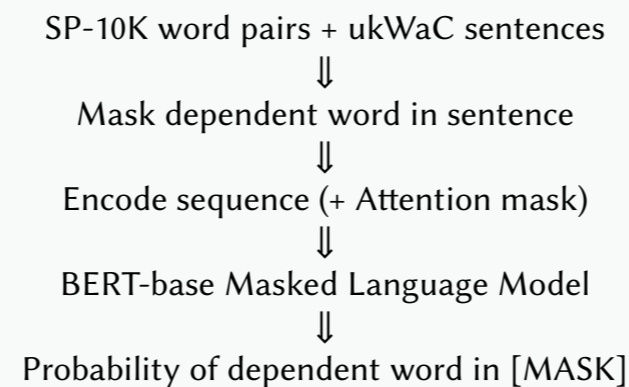 SP-10K word pairs + ukWaC sentences
⇓
Mask dependent word in sentence
⇓
Encode sequence (+ Attention mask)
⇓
BERT-base Masked Language Model
⇓
Probability of dependent word in [MASK]